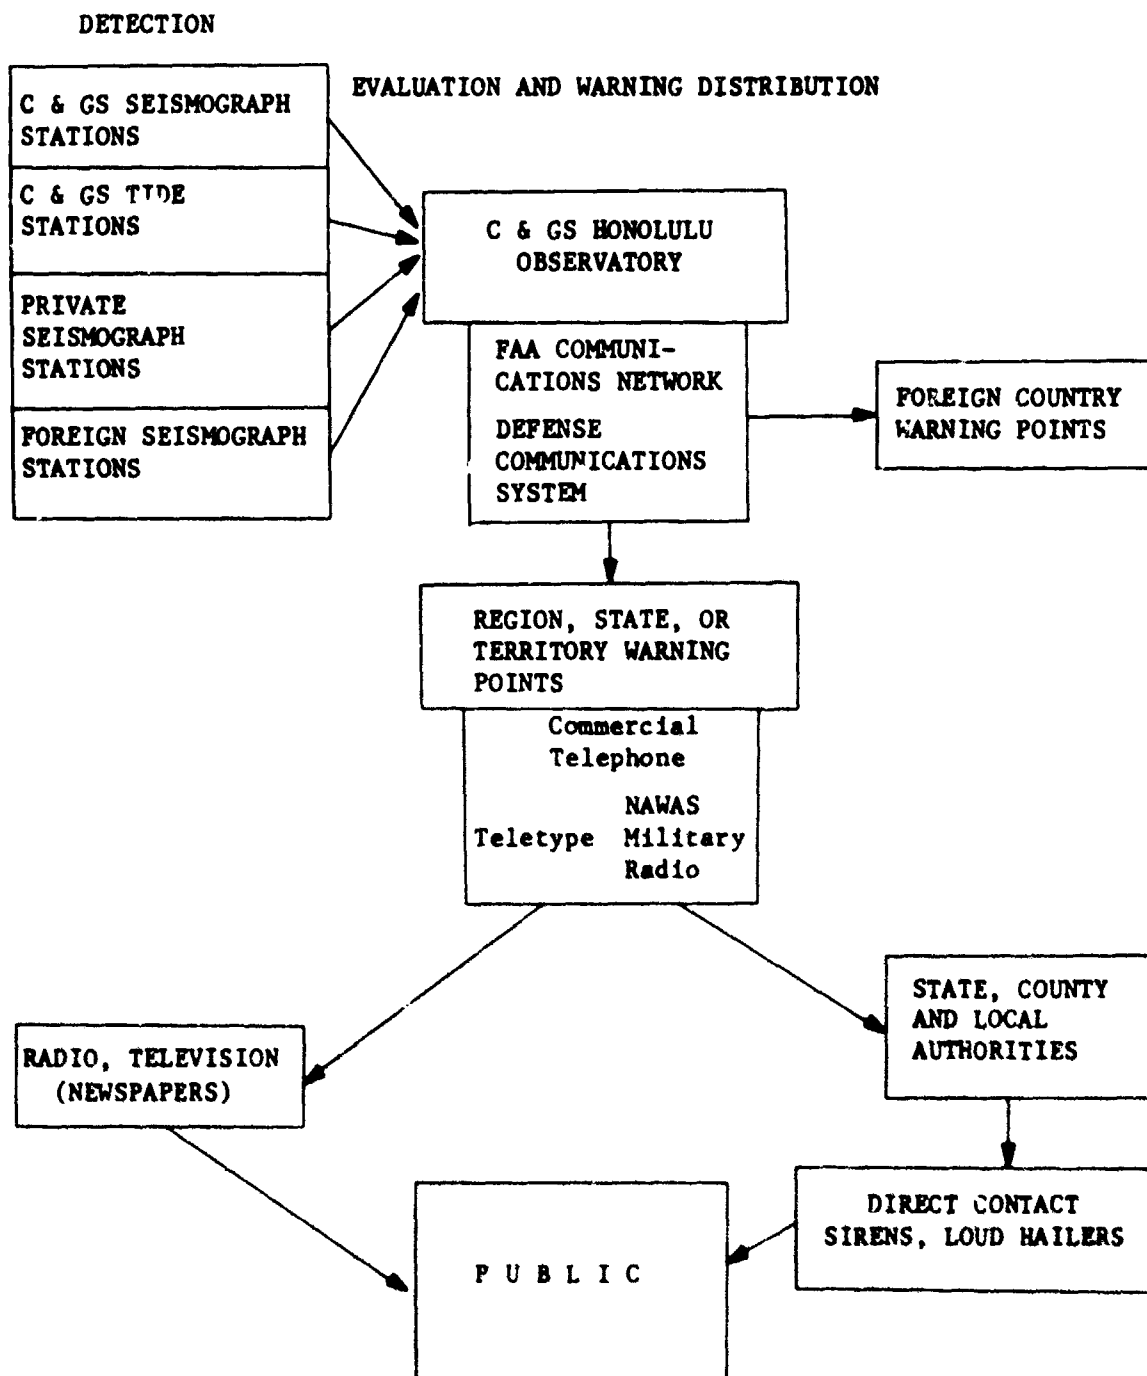 DETECTION
EVALUATION AND WARNING DISTRIBUTION
C & GS SEISMOGRAPH
STATIONS
C & GS TIDE
STATIONS
PRIVATE
SEISMOGRAPH
STATIONS
FOREIGN SEISMOGRAPH
STATIONS
C & GS HONOLULU
OBSERVATORY
FAA COMMUNI-
CATIONS NETWORK
DEFENSE
COMMUNICATIONS
SYSTEM
FOREIGN COUNTRY
WARNING POINTS
REGION, STATE, OR
TERRITORY WARNING
POINTS
Commercial
Telephone
NAWAS
Teletype Military
Radio
RADIO, TELEVISION
(NEWSPAPERS)
STATE, COUNTY
AND LOCAL
AUTHORITIES
DIRECT CONTACT
SIRENS, LOUD HAILERS
P U B L I C